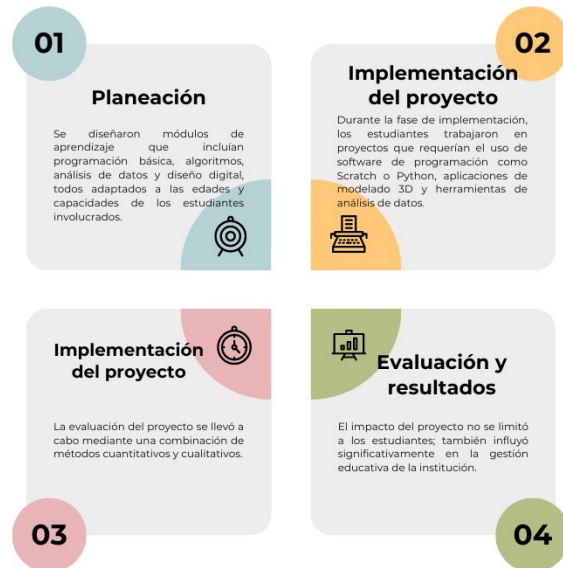 01
Planeación
Se diseñaron módulos de
aprendizaje que incluían
programación básica, algoritmos,
análisis de datos y diseño digital,
todos adaptados a las edades y
capacidades de los estudiantes
involucrados.
02
Implementación
del proyecto
Durante la fase de implementación,
los estudiantes trabajaron en
proyectos que requerían el uso de
software de programación como
Scratch o Python, aplicaciones de
modelado 3D y herramientas de
análisis de datos.
Implementación
del proyecto
La evaluación del proyecto se llevó a
cabo mediante una combinación de
métodos cuantitativos y cualitativos.
03
Evaluación y
resultados
El impacto del proyecto no se limitó
a los estudiantes; también influyó
significativamente en la gestión
educativa de la institución.
04